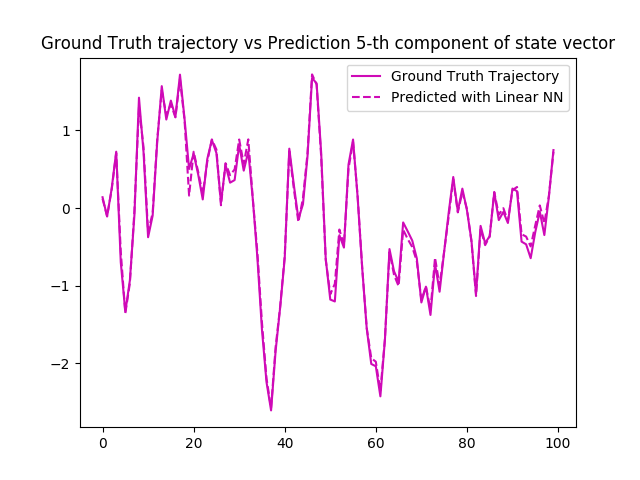 Ground Truth trajectory vs Prediction 5-th component of state vector
Ground Truth Trajectory
Predicted with Linear NN
1
0
−1
−2
0 20 40 60 80 100